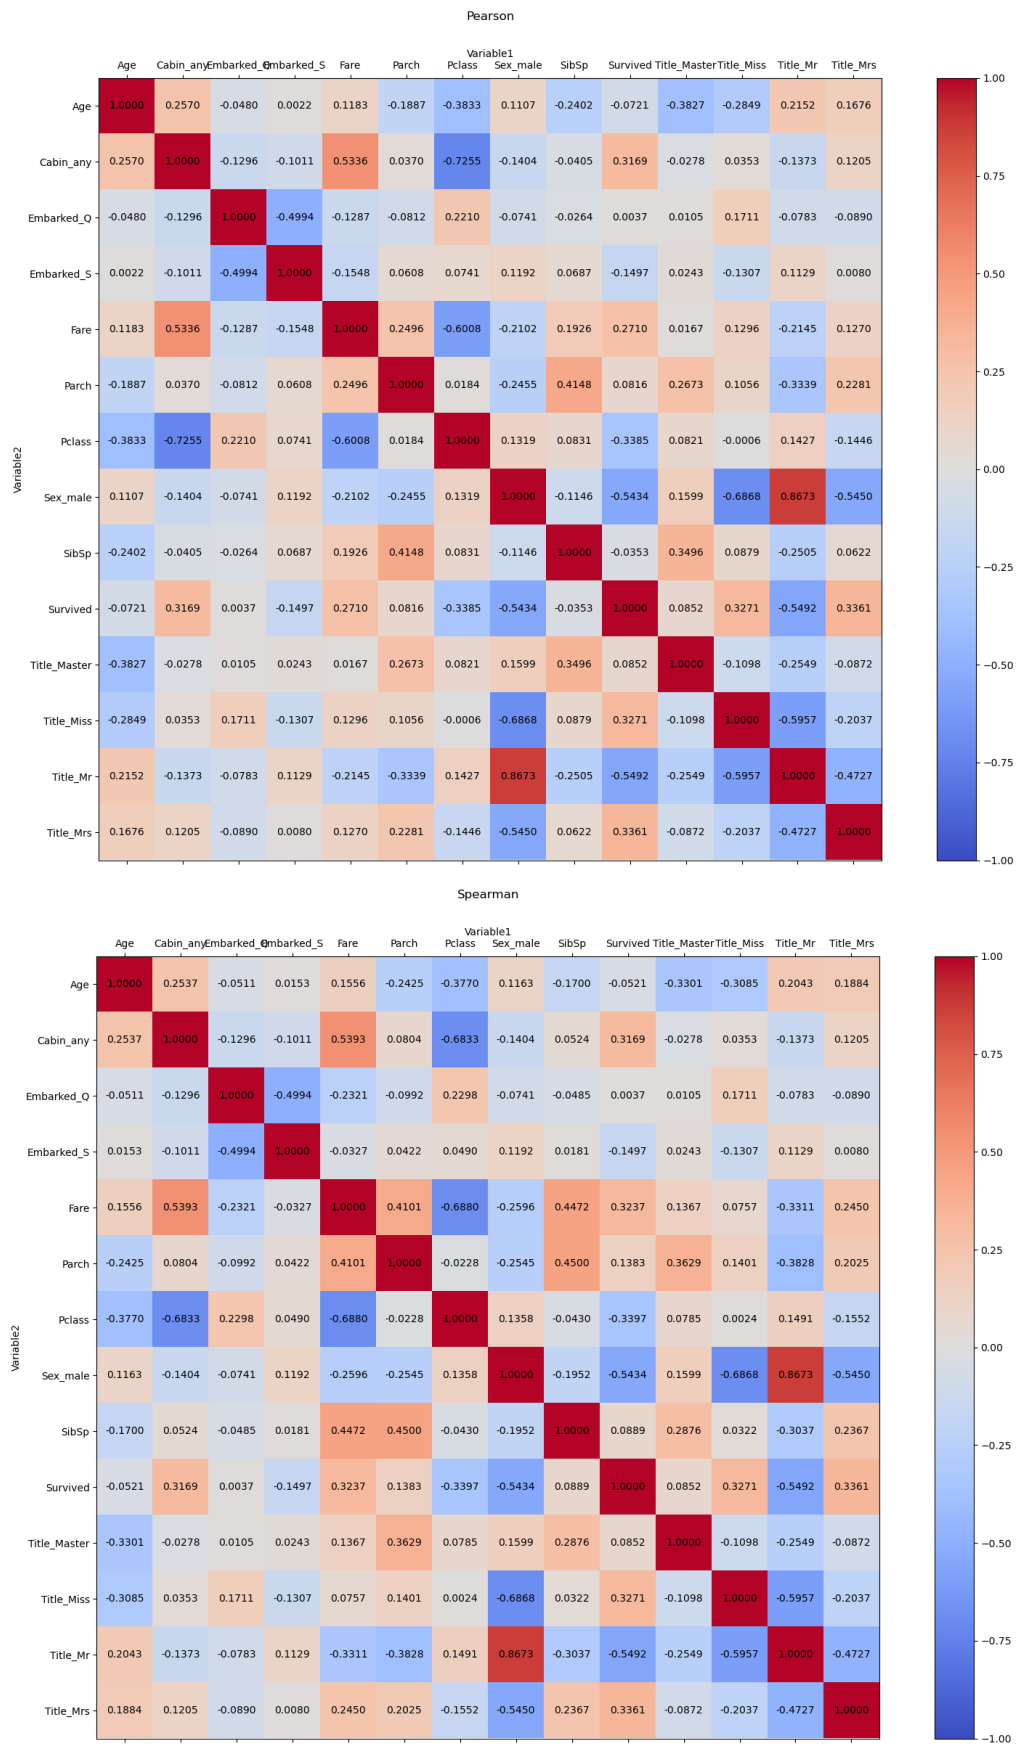 Pearson
Variable1
Age Cabin_any Embarked_Q Embarked_S Fare Parch Pclass Sex_male SibSp Survived Title_Master Title_Miss Title_Mr Title_Mrs
Age 1.0000 0.2570 -0.0480 0.0022 0.1183 -0.1887 -0.3833 0.1107 -0.2402 -0.0721 -0.3827 -0.2849 0.2152 0.1676
1.00
Cabin_any 0.2570 1.0000 -0.1296 -0.1011 0.5336 0.0370 -0.7255 -0.1404 -0.0405 0.3169 -0.0278 0.0353 -0.1373 0.1205
0.75
Embarked_Q -0.0480 -0.1296 1.0000 -0.4994 -0.1287 -0.0812 0.2210 -0.0741 -0.0264 0.0037 0.0105 0.1711 -0.0783 -0.0890
Embarked_S 0.0022 -0.1011 -0.4994 1.0000 -0.1548 0.0608 0.0741 0.1192 0.0687 -0.1497 0.0243 -0.1307 0.1129 0.0080
0.50
Fare 0.1183 0.5336 -0.1287 -0.1548 1.0000 0.2496 -0.6008 -0.2102 0.1926 0.2710 0.0167 0.1296 -0.2145 0.1270
0.25
Parch -0.1887 0.0370 -0.0812 0.0608 0.2496 1.0000 0.0184 -0.2455 0.4148 0.0816 0.2673 0.1056 -0.3339 0.2281
Pclass -0.3833 -0.7255 0.2210 0.0741 -0.6008 0.0184 1.0000 0.1319 0.0831 -0.3385 0.0821 -0.0006 0.1427 -0.1446
Variable2
0.00
Sex_male 0.1107 -0.1404 -0.0741 0.1192 -0.2102 -0.2455 0.1319 1.0000 -0.1146 -0.5434 0.1599 -0.6868 0.8673 -0.5450
SibSp -0.2402 -0.0405 -0.0264 0.0687 0.1926 0.4148 0.0831 -0.1146 1.0000 -0.0353 0.3496 0.0879 -0.2505 0.0622
−0.25
Survived -0.0721 0.3169 0.0037 -0.1497 0.2710 0.0816 -0.3385 -0.5434 -0.0353 1.0000 0.0852 0.3271 -0.5492 0.3361
Title_Master -0.3827 -0.0278 0.0105 0.0243 0.0167 0.2673 0.0821 0.1599 0.3496 0.0852 1.0000 -0.1098 -0.2549 -0.0872
−0.50
Title_Miss -0.2849 0.0353 0.1711 -0.1307 0.1296 0.1056 -0.0006 -0.6868 0.0879 0.3271 -0.1098 1.0000 -0.5957 -0.2037
−0.75
Title_Mr 0.2152 -0.1373 -0.0783 0.1129 -0.2145 -0.3339 0.1427 0.8673 -0.2505 -0.5492 -0.2549 -0.5957 1.0000 -0.4727
Title_Mrs 0.1676 0.1205 -0.0890 0.0080 0.1270 0.2281 -0.1446 -0.5450 0.0622 0.3361 -0.0872 -0.2037 -0.4727 1.0000
−1.00
Spearman
Variable1
Age Cabin_any Embarked_Q Embarked_S Fare Parch Pclass Sex_male SibSp Survived Title_Master Title_Miss Title_Mr Title_Mrs
Age 1.0000 0.2537 -0.0511 0.0153 0.1556 -0.2425 -0.3770 0.1163 -0.1700 -0.0521 -0.3301 -0.3085 0.2043 0.1884
1.00
Cabin_any 0.2537 1.0000 -0.1296 -0.1011 0.5393 0.0804 -0.6833 -0.1404 0.0524 0.3169 -0.0278 0.0353 -0.1373 0.1205
0.75
Embarked_Q -0.0511 -0.1296 1.0000 -0.4994 -0.2321 -0.0992 0.2298 -0.0741 -0.0485 0.0037 0.0105 0.1711 -0.0783 -0.0890
Embarked_S 0.0153 -0.1011 -0.4994 1.0000 -0.0327 0.0422 0.0490 0.1192 0.0181 -0.1497 0.0243 -0.1307 0.1129 0.0080
0.50
Fare 0.1556 0.5393 -0.2321 -0.0327 1.0000 0.4101 -0.6880 -0.2596 0.4472 0.3237 0.1367 0.0757 -0.3311 0.2450
0.25
Parch -0.2425 0.0804 -0.0992 0.0422 0.4101 1.0000 -0.0228 -0.2545 0.4500 0.1383 0.3629 0.1401 -0.3828 0.2025
Pclass -0.3770 -0.6833 0.2298 0.0490 -0.6880 -0.0228 1.0000 0.1358 -0.0430 -0.3397 0.0785 0.0024 0.1491 -0.1552
Variable2
0.00
Sex_male 0.1163 -0.1404 -0.0741 0.1192 -0.2596 -0.2545 0.1358 1.0000 -0.1952 -0.5434 0.1599 -0.6868 0.8673 -0.5450
SibSp -0.1700 0.0524 -0.0485 0.0181 0.4472 0.4500 -0.0430 -0.1952 1.0000 0.0889 0.2876 0.0322 -0.3037 0.2367
−0.25
Survived -0.0521 0.3169 0.0037 -0.1497 0.3237 0.1383 -0.3397 -0.5434 0.0889 1.0000 0.0852 0.3271 -0.5492 0.3361
Title_Master -0.3301 -0.0278 0.0105 0.0243 0.1367 0.3629 0.0785 0.1599 0.2876 0.0852 1.0000 -0.1098 -0.2549 -0.0872
−0.50
Title_Miss -0.3085 0.0353 0.1711 -0.1307 0.0757 0.1401 0.0024 -0.6868 0.0322 0.3271 -0.1098 1.0000 -0.5957 -0.2037
−0.75
Title_Mr 0.2043 -0.1373 -0.0783 0.1129 -0.3311 -0.3828 0.1491 0.8673 -0.3037 -0.5492 -0.2549 -0.5957 1.0000 -0.4727
Title_Mrs 0.1884 0.1205 -0.0890 0.0080 0.2450 0.2025 -0.1552 -0.5450 0.2367 0.3361 -0.0872 -0.2037 -0.4727 1.0000
−1.00